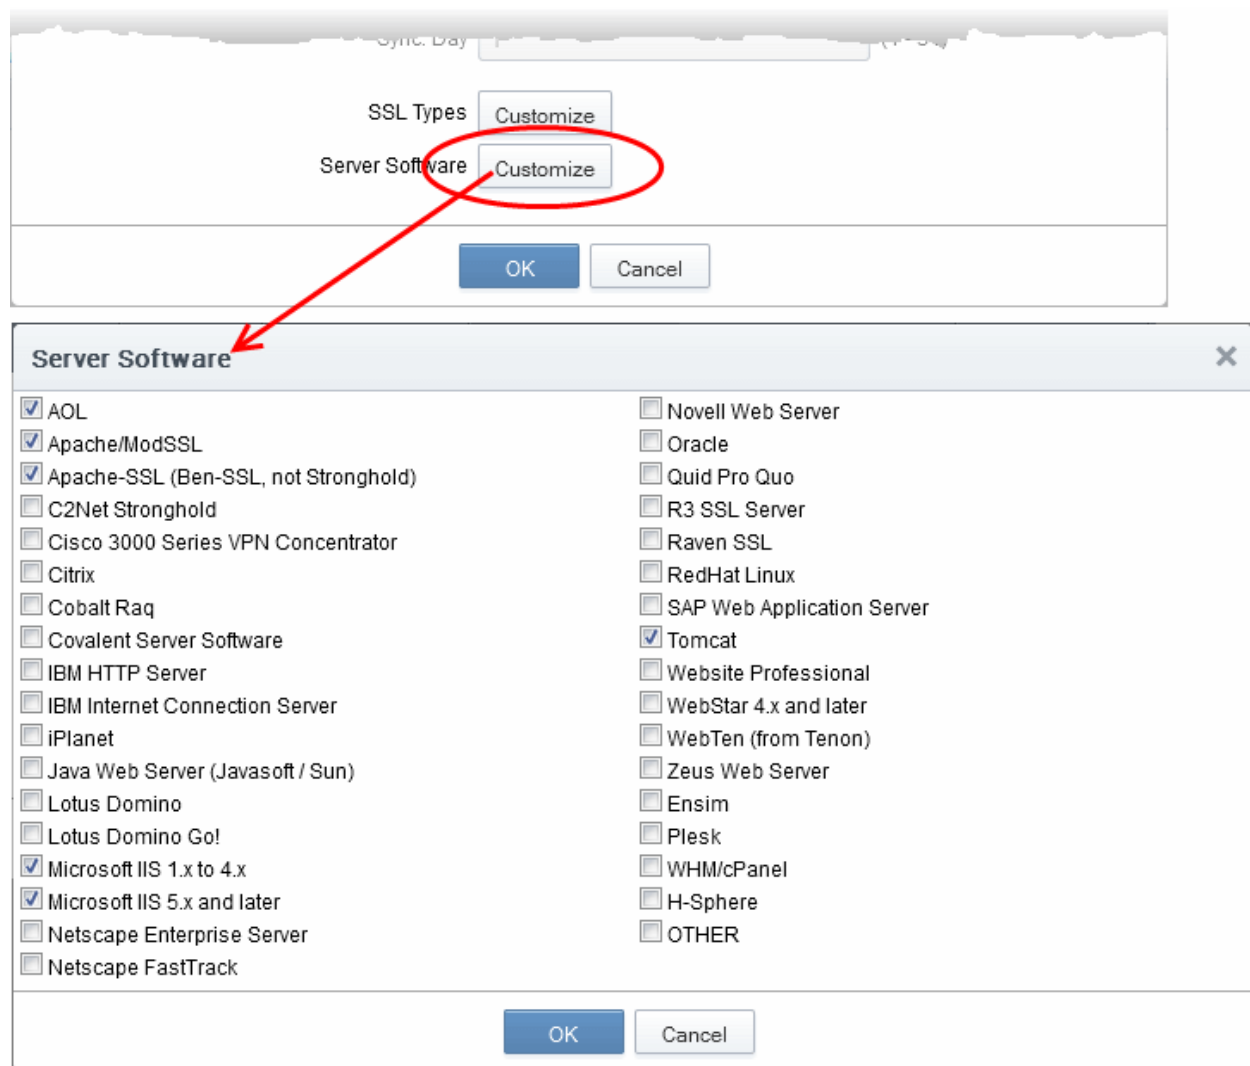 Sync. Day
SSL Types Customize
Server Software Customize
OK Cancel
Server Software
AOL
Apache/ModSSL
Apache-SSL (Ben-SSL, not Stronghold)
C2Net Stronghold
Cisco 3000 Series VPN Concentrator
Citrix
Cobalt Raq
Covalent Server Software
IBM HTTP Server
IBM Internet Connection Server
iPlanet
Java Web Server (Javasoft / Sun)
Lotus Domino
Lotus Domino Go!
Microsoft IIS 1.x to 4.x
Microsoft IIS 5.x and later
Netscape Enterprise Server
Netscape FastTrack
Novell Web Server
Oracle
Quid Pro Quo
R3 SSL Server
Raven SSL
RedHat Linux
SAP Web Application Server
Tomcat
Website Professional
WebStar 4.x and later
WebTen (from Tenon)
Zeus Web Server
Ensim
Plesk
WHM/cPanel
H-Sphere
OTHER
OK Cancel